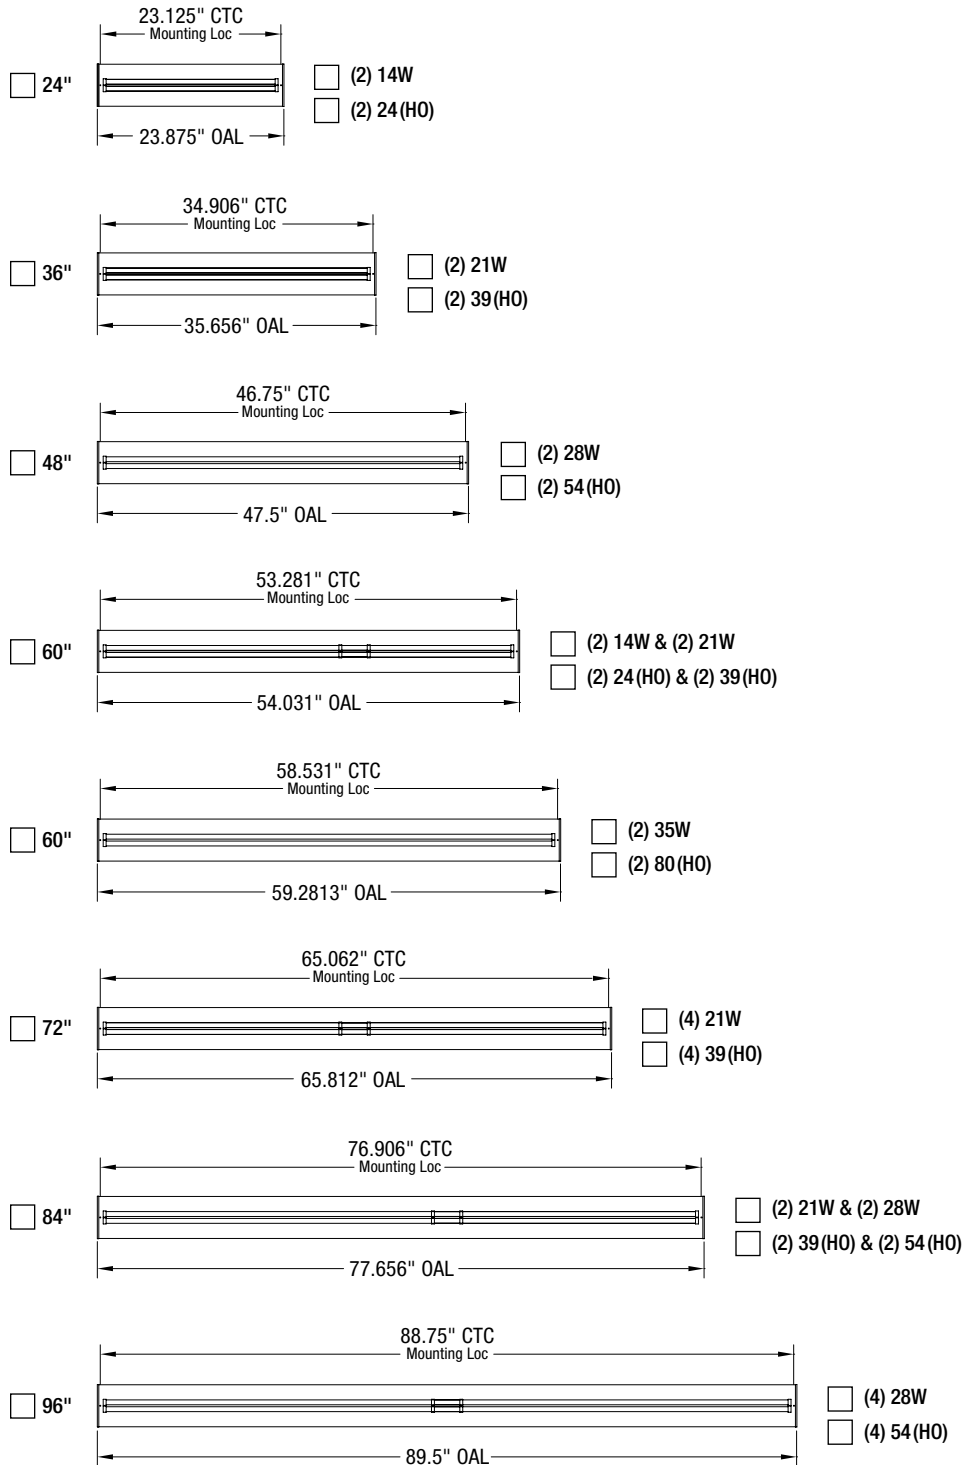 23.125" CTC
Mounting Loc
24"
(2) 14W
(2) 24(HO)
23.875" OAL
34.906" CTC
Mounting Loc
36"
(2) 21W
(2) 39(HO)
35.656" OAL
46.75" CTC
Mounting Loc
48"
(2) 28W
(2) 54(HO)
47.5" OAL
53.281" CTC
Mounting Loc
60"
(2) 14W & (2) 21W
(2) 24(HO) & (2) 39(HO)
54.031" OAL
58.531" CTC
Mounting Loc
60"
(2) 35W
(2) 80(HO)
59.2813" OAL
65.062" CTC
Mounting Loc
72"
(4) 21W
(4) 39(HO)
65.812" OAL
76.906" CTC
Mounting Loc
84"
(2) 21W & (2) 28W
(2) 39(HO) & (2) 54(HO)
77.656" OAL
88.75" CTC
Mounting Loc
96"
(4) 28W
(4) 54(HO)
89.5" OAL